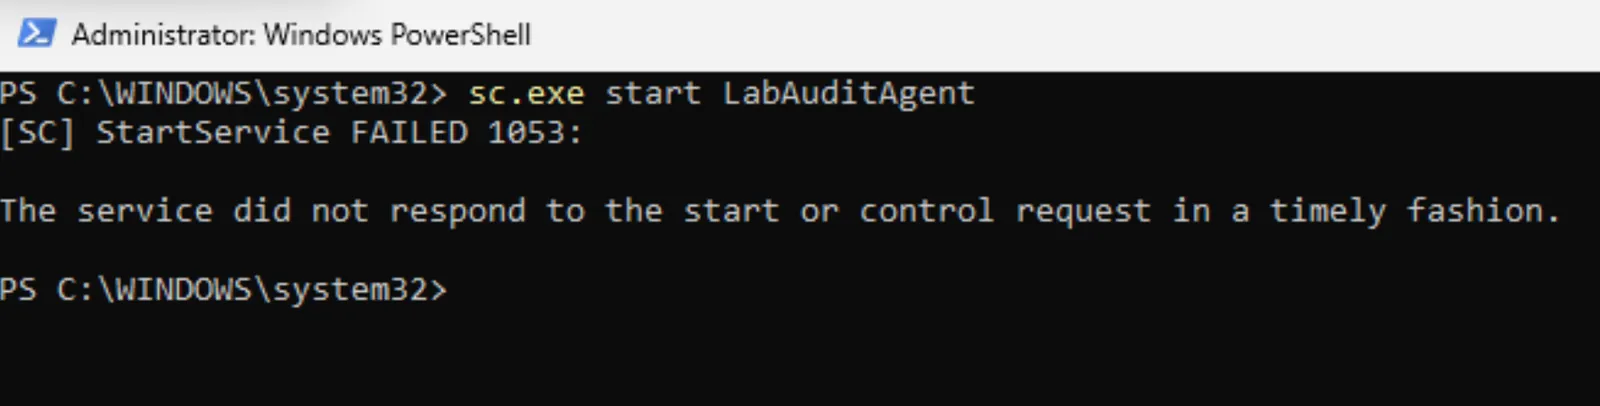 Administrator: Windows PowerShell
PS C:\WINDOWS\system32> sc.exe start LabAuditAgent
[SC] StartService FAILED 1053:
The service did not respond to the start or control request in a timely fashion.
PS C:\WINDOWS\system32>